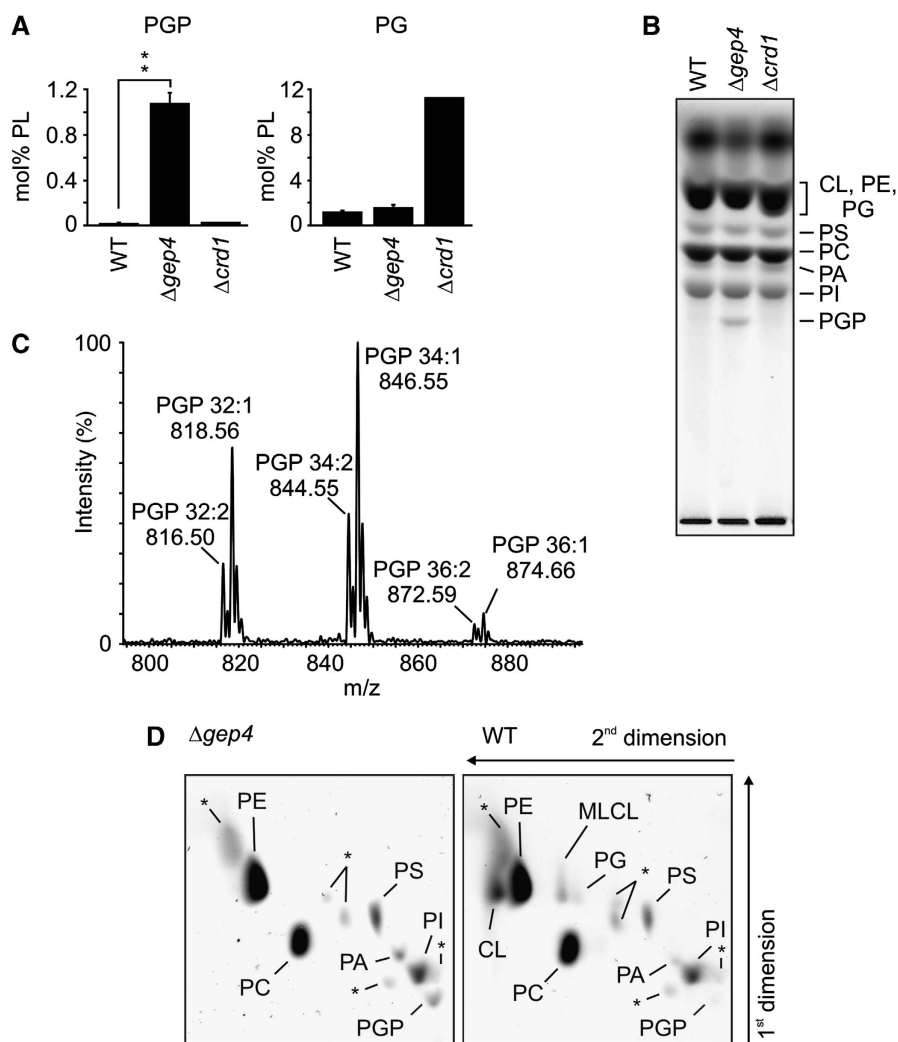 A
PGP
PG
* *
mol% PL
1.2
0.8
0.4
0
WT
Δgep4
Δcrd1
mol% PL
12
8
4
0
WT
Δgep4
Δcrd1
B
WT
Δgep4
Δcrd1
CL, PE,
PG
PS
PC
PA
PI
PGP
C
Intensity (%)
100
0
PGP 34:1
846.55
PGP 32:1
818.56
PGP 34:2
844.55
PGP 32:2
816.50
PGP 36:1
874.66
PGP 36:2
872.59
800
820
840
860
880
m/z
D
Δgep4
*
PE
*
PS
PI
*
PA
*
PC
PGP
WT
2nd dimension
*
PE
MLCL
PG
*
PS
PI
*
CL
PA
*
PC
PGP
1st dimension